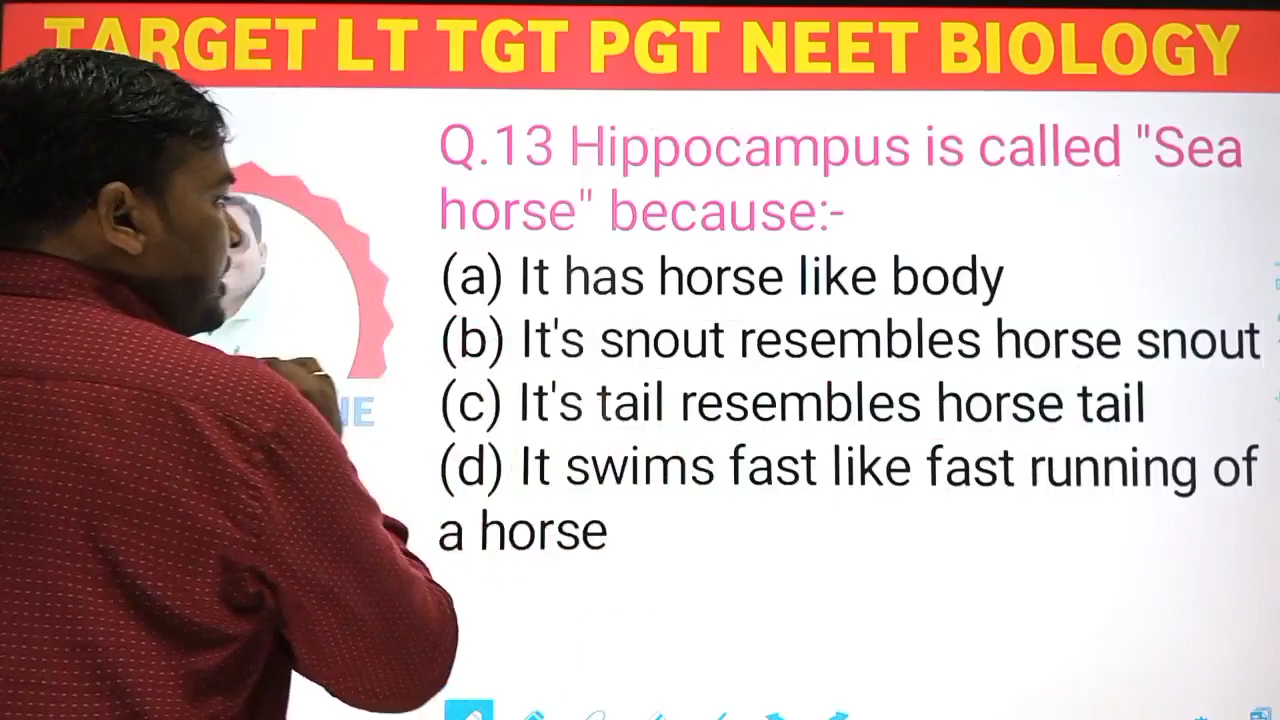 TARGET LT TGT PGT NEET BIOLOGY
Q.13 Hippocampus is called "Sea
horse" because:-
(a) It has horse like body
(b) It's snout resembles horse snout
(c) It's tail resembles horse tail
(d) It swims fast like fast running of
a horse